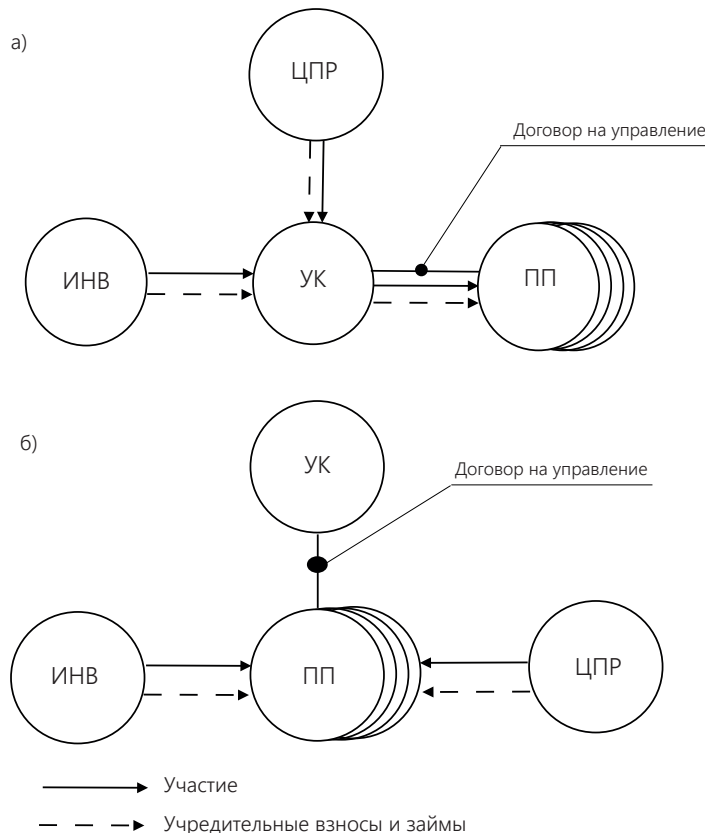 а)
ЦПР
Договор на управление
ИНВ
УК
ПП
б)
УК
Договор на управление
ИНВ
ПП
ЦПР
Участие
Учредительные взносы и займы